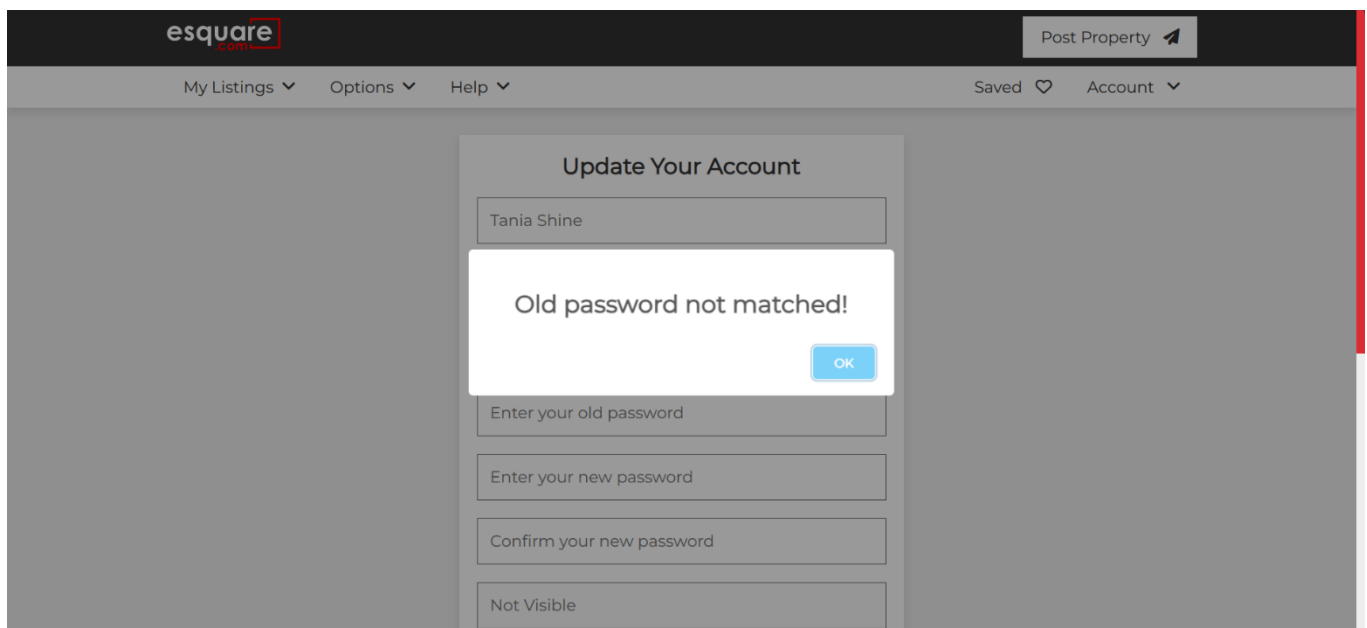 esquare
.com
Post Property
My Listings
Options
Help
Saved
Account
Update Your Account
Tania Shine
Old password not matched!
OK
Enter your old password
Enter your new password
Confirm your new password
Not Visible